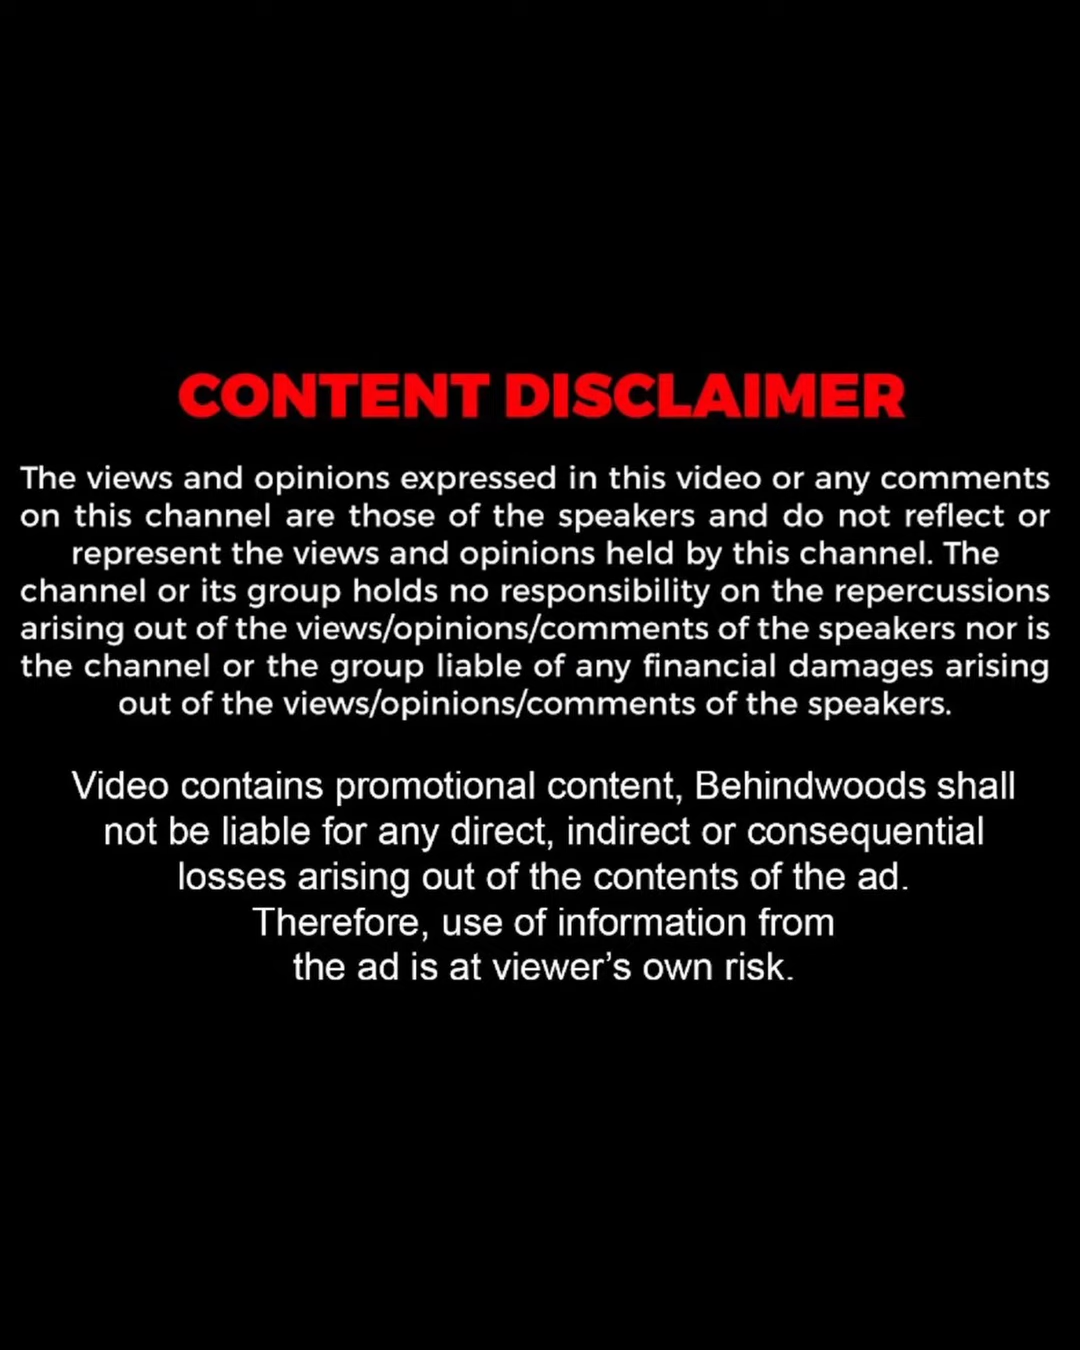 CONTENT DISCLAIMER
The views and opinions expressed in this video or any comments
on this channel are those of the speakers and do not reflect or
represent the views and opinions held by this channel. The
channel or its group holds no responsibility on the repercussions
arising out of the views/opinions/comments of the speakers nor is
the channel or the group liable of any financial damages arising
out of the views/opinions/comments of the speakers.
Video contains promotional content, Behindwoods shall
not be liable for any direct, indirect or consequential
losses arising out of the contents of the ad.
Therefore, use of information from
the ad is at viewer’s own risk.